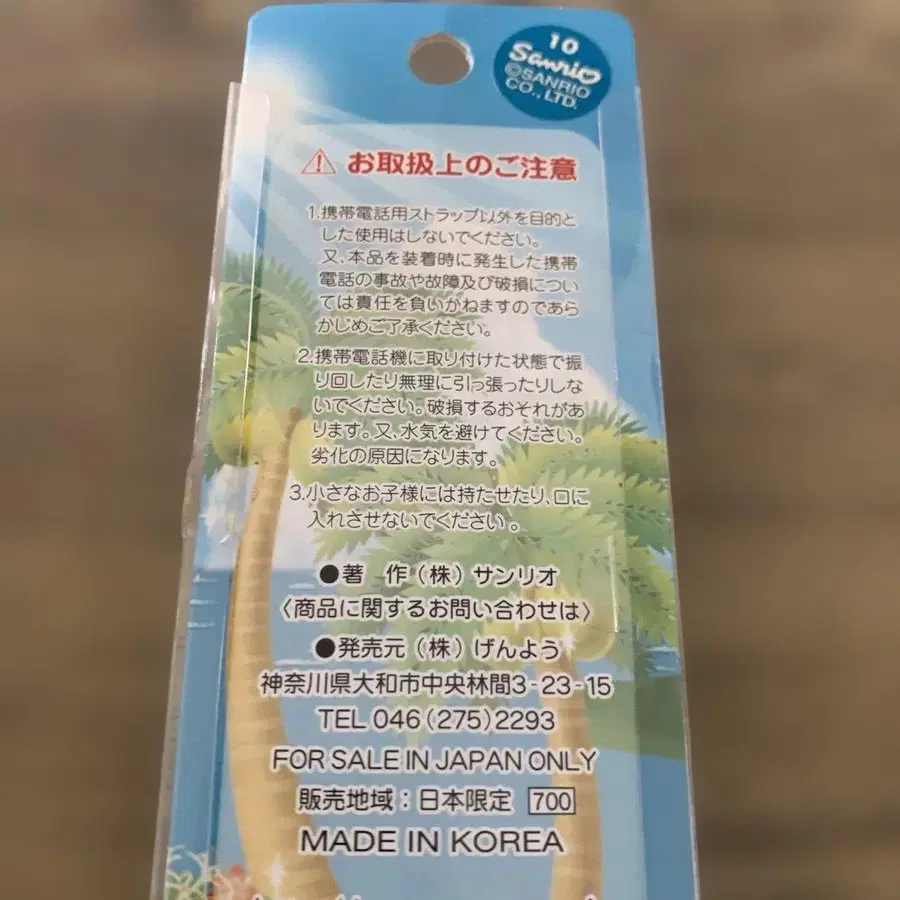 10
Sanrio
©SANRIO
CO., LTD.
⚠ お取扱上のご注意
1.携帯電話用ストラップ以外を目的と
した使用はしないでください。
又、本品を装着時に発生した携帯
電話の事故や故障及び破損につい
ては責任を負いかねますのであら
かじめご了承ください。
2.携帯電話機に取り付けた状態で振
り回したり無理に引っ張ったりしな
いでください。破損するおそれがあ
ります。又、水気を避けてください。
劣化の原因になります。
3.小さなお子様には持たせたり、口に
入れさせないでください。
●著 作(株)サンリオ
〈商品に関するお問い合わせは〉
●発売元(株)げんよう
神奈川県大和市中央林間3-23-15
TEL 046(275)2293
FOR SALE IN JAPAN ONLY
販売地域:日本限定 700
MADE IN KOREA